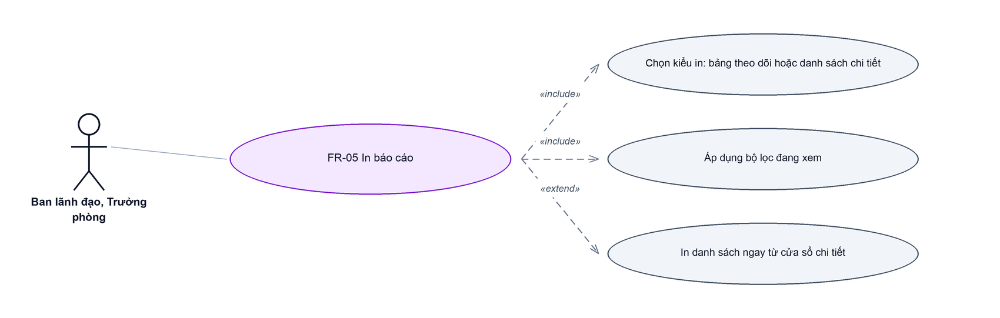 Chọn kiểu in: bảng theo dõi hoặc danh sách chi tiết
«include»
«include»
FR-05 In báo cáo
Áp dụng bộ lọc đang xem
«extend»
Ban lãnh đạo, Trưởng
phòng
In danh sách ngay từ cửa sổ chi tiết